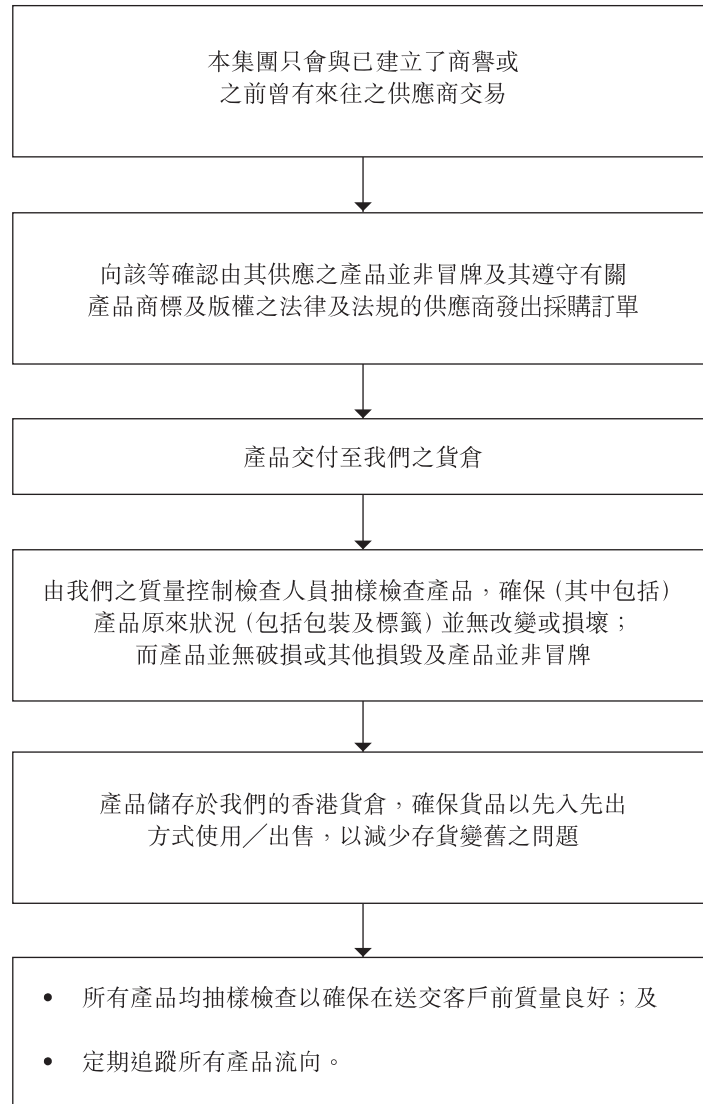 本集團只會與已建立了商譽或
之前曾有來往之供應商交易
向該等確認由其供應之產品並非冒牌及其遵守有關
產品商標及版權之法律及法規的供應商發出採購訂單
產品交付至我們之貨倉
由我們之質量控制檢查人員抽樣檢查產品，確保（其中包括）
產品原來狀況（包括包裝及標籤）並無改變或損壞；
而產品並無破損或其他損毀及產品並非冒牌
產品儲存於我們的香港貨倉，確保貨品以先入先出
方式使用／出售，以減少存貨變舊之問題
• 所有產品均抽樣檢查以確保在送交客戶前質量良好；及
• 定期追蹤所有產品流向。